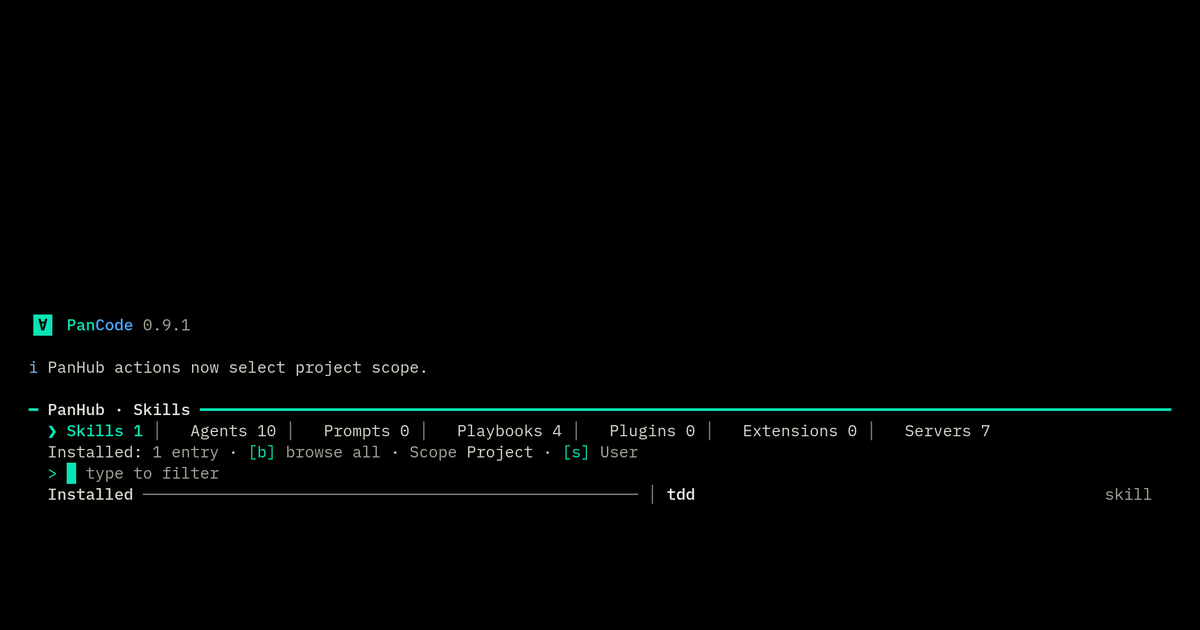 ∀ PanCode 0.9.1
i PanHub actions now select project scope.
PanHub · Skills
❯ Skills 1 │ Agents 10 │ Prompts 0 │ Playbooks 4 │ Plugins 0 │ Extensions 0 │ Servers 7
Installed: 1 entry · [b] browse all · Scope Project · [s] User
> type to filter
Installed │ tdd skill